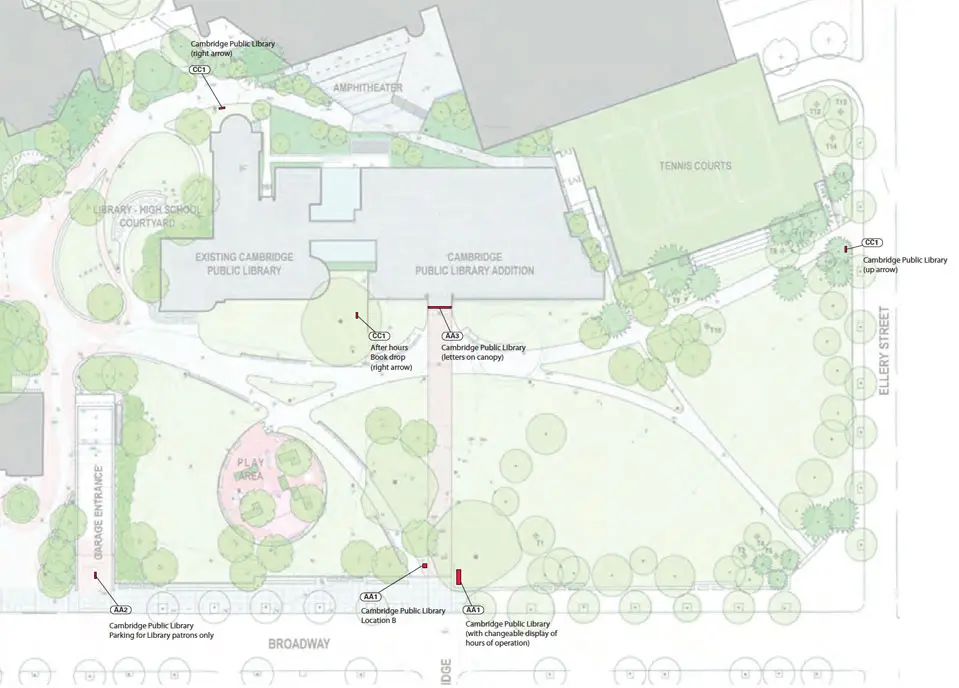 Cambridge Public Library
(right arrow)
CC1
AMPHITHEATER
T12
T13
T14
TENNIS COURTS
LIBRARY - HIGH SCHOOL
COURTYARD
EXISTING CAMBRIDGE
PUBLIC LIBRARY
CAMBRIDGE
PUBLIC LIBRARY ADDITION
CC1
Cambridge Public Library
(up arrow)
CC1
After hours
Book drop
(right arrow)
AA3
Cambridge Public Library
(letters on canopy)
ELLERY STREET
PLAY
AREA
GARAGE ENTRANCE
AA2
Cambridge Public Library
Parking for Library patrons only
AA1
Cambridge Public Library
Location B
AA1
Cambridge Public Library
(with changeable display of
hours of operation)
BROADWAY
IDGE